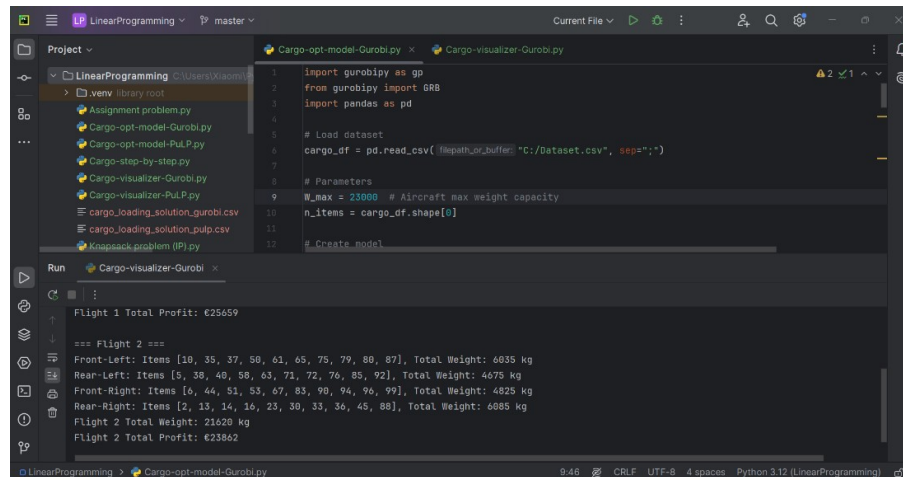 LP LinearProgramming master Current File
Project
Cargo-opt-model-Gurobi.py
Cargo-visualizer-Gurobi.py
LinearProgramming C:\Users\Xiaomi\
.venv library root
Assignment problem.py
Cargo-opt-model-Gurobi.py
Cargo-opt-model-PuLP.py
Cargo-step-by-step.py
Cargo-visualizer-Gurobi.py
Cargo-visualizer-PuLP.py
cargo_loading_solution_gurobi.csv
cargo_loading_solution_pulp.csv
Knapsack problem (IP).py
1 import gurobipy as gp
2 from gurobipy import GRB
3 import pandas as pd
4
5 # Load dataset
6 cargo_df = pd.read_csv( filepath_or_buffer: "C:/Dataset.csv", sep=";")
7
8 # Parameters
9 W_max = 23000 # Aircraft max weight capacity
10 n_items = cargo_df.shape[0]
11
12 # Create model
2 1
Run Cargo-visualizer-Gurobi
Flight 1 Total Profit: €25659
=== Flight 2 ===
Front-Left: Items [10, 35, 37, 50, 61, 65, 75, 79, 80, 87], Total Weight: 6035 kg
Rear-Left: Items [5, 38, 40, 58, 63, 71, 72, 76, 85, 92], Total Weight: 4675 kg
Front-Right: Items [6, 44, 51, 53, 67, 83, 90, 94, 96, 99], Total Weight: 4825 kg
Rear-Right: Items [2, 13, 14, 16, 23, 30, 33, 36, 45, 88], Total Weight: 6085 kg
Flight 2 Total Weight: 21620 kg
Flight 2 Total Profit: €23862
LinearProgramming > Cargo-opt-model-Gurobi.py
9:46 CRLF UTF-8 4 spaces Python 3.12 (LinearProgramming)